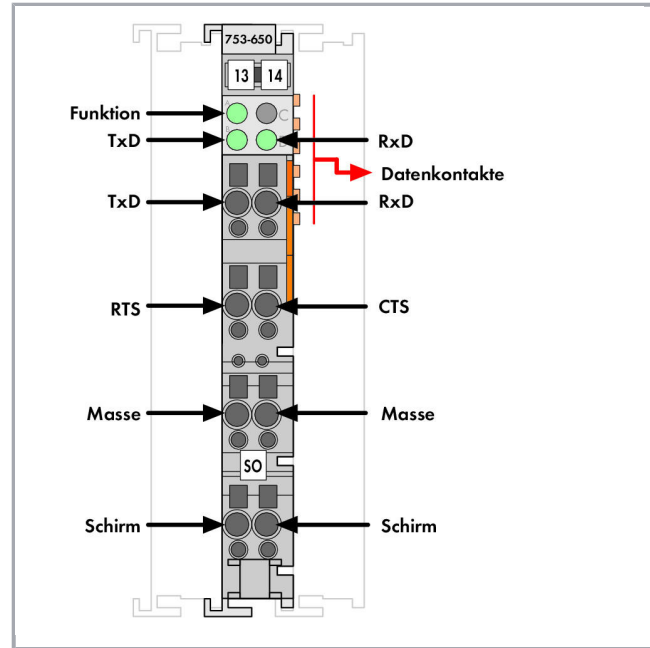 753-650
13 14
A
C
Funktion
B
TxD
RxD
Datenkontakte
TxD
RxD
RTS
CTS
Masse
Masse
SO
Schirm
Schirm